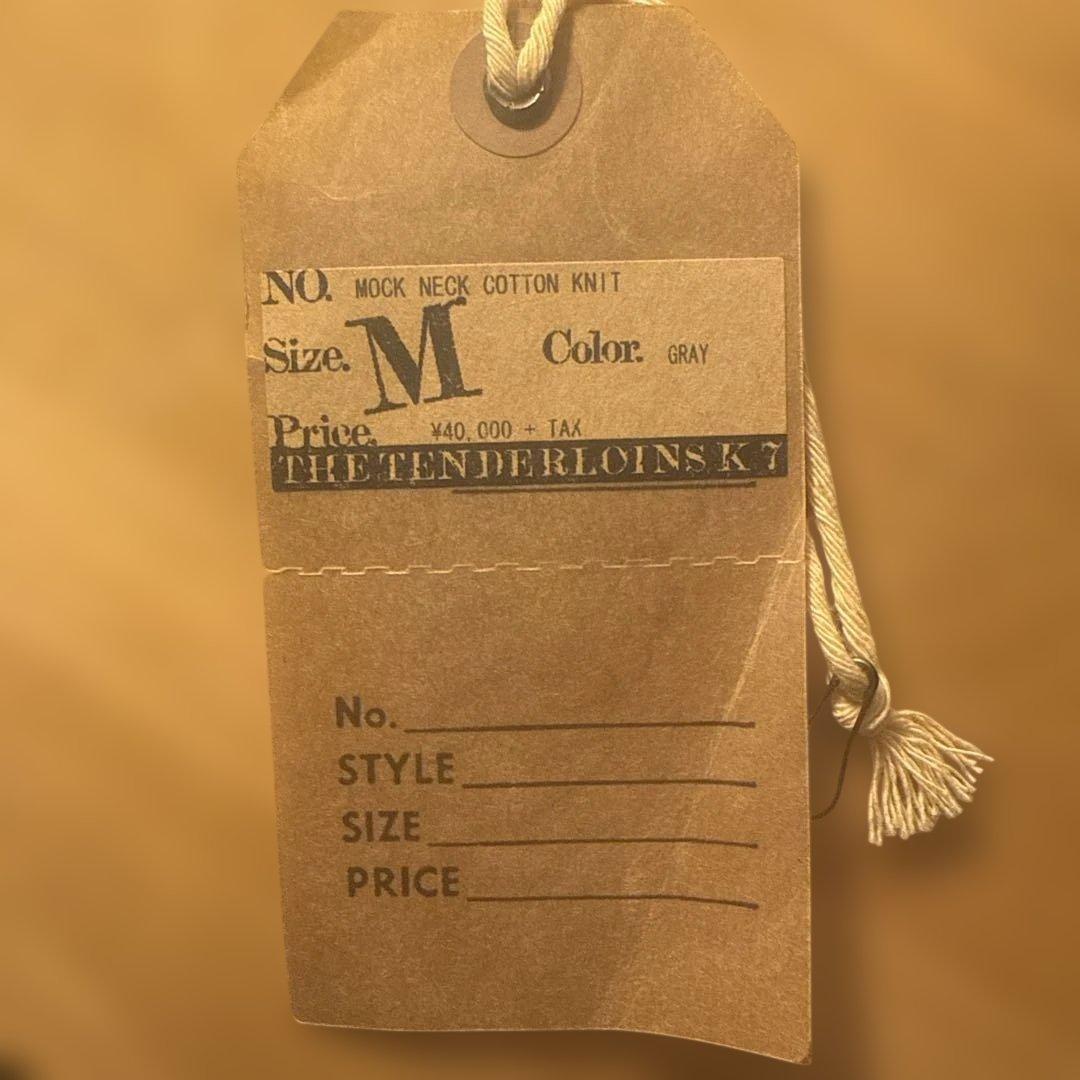 NO. MOCK NECK COTTON KNIT
Size. M Color. GRAY
Price. ¥40,000 + TAX
THE TENDERLOINS K 7
No.
STYLE
SIZE
PRICE